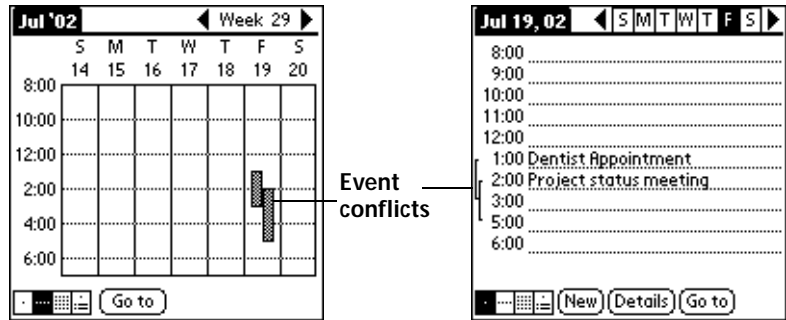 Jul '02 Week 29
S M T W T F S
14 15 16 17 18 19 20
8:00
10:00
12:00
2:00
4:00
6:00
Go to
Event
conflicts
Jul 19, 02 S M T W T F S
8:00
9:00
10:00
11:00
12:00
1:00 Dentist Appointment
2:00 Project status meeting
3:00
5:00
6:00
New Details Go to